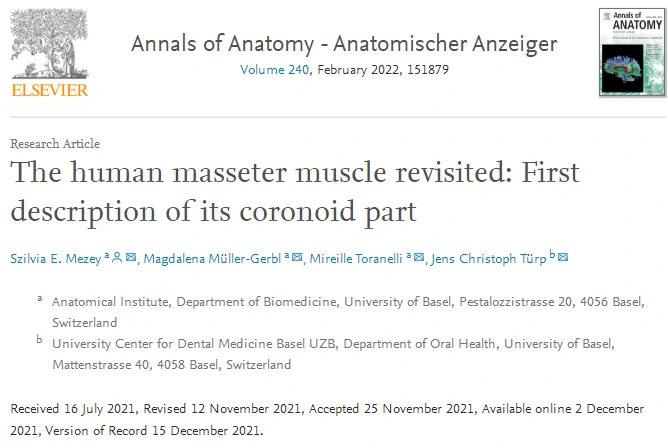 ELSEVIER
Annals of Anatomy - Anatomischer Anzeiger
Volume 240, February 2022, 151879
Annals of
ANATOMY
Research Article
The human masseter muscle revisited: First
description of its coronoid part
Szilvia E. Mezey a, Magdalena Müller-Gerbl a, Mireille Toranelli a, Jens Christoph Türp b
a Anatomical Institute, Department of Biomedicine, University of Basel, Pestalozzistrasse 20, 4056 Basel,
Switzerland
b University Center for Dental Medicine Basel UZB, Department of Oral Health, University of Basel,
Mattenstrasse 40, 4058 Basel, Switzerland
Received 16 July 2021, Revised 12 November 2021, Accepted 25 November 2021, Available online 2 December
2021, Version of Record 15 December 2021.